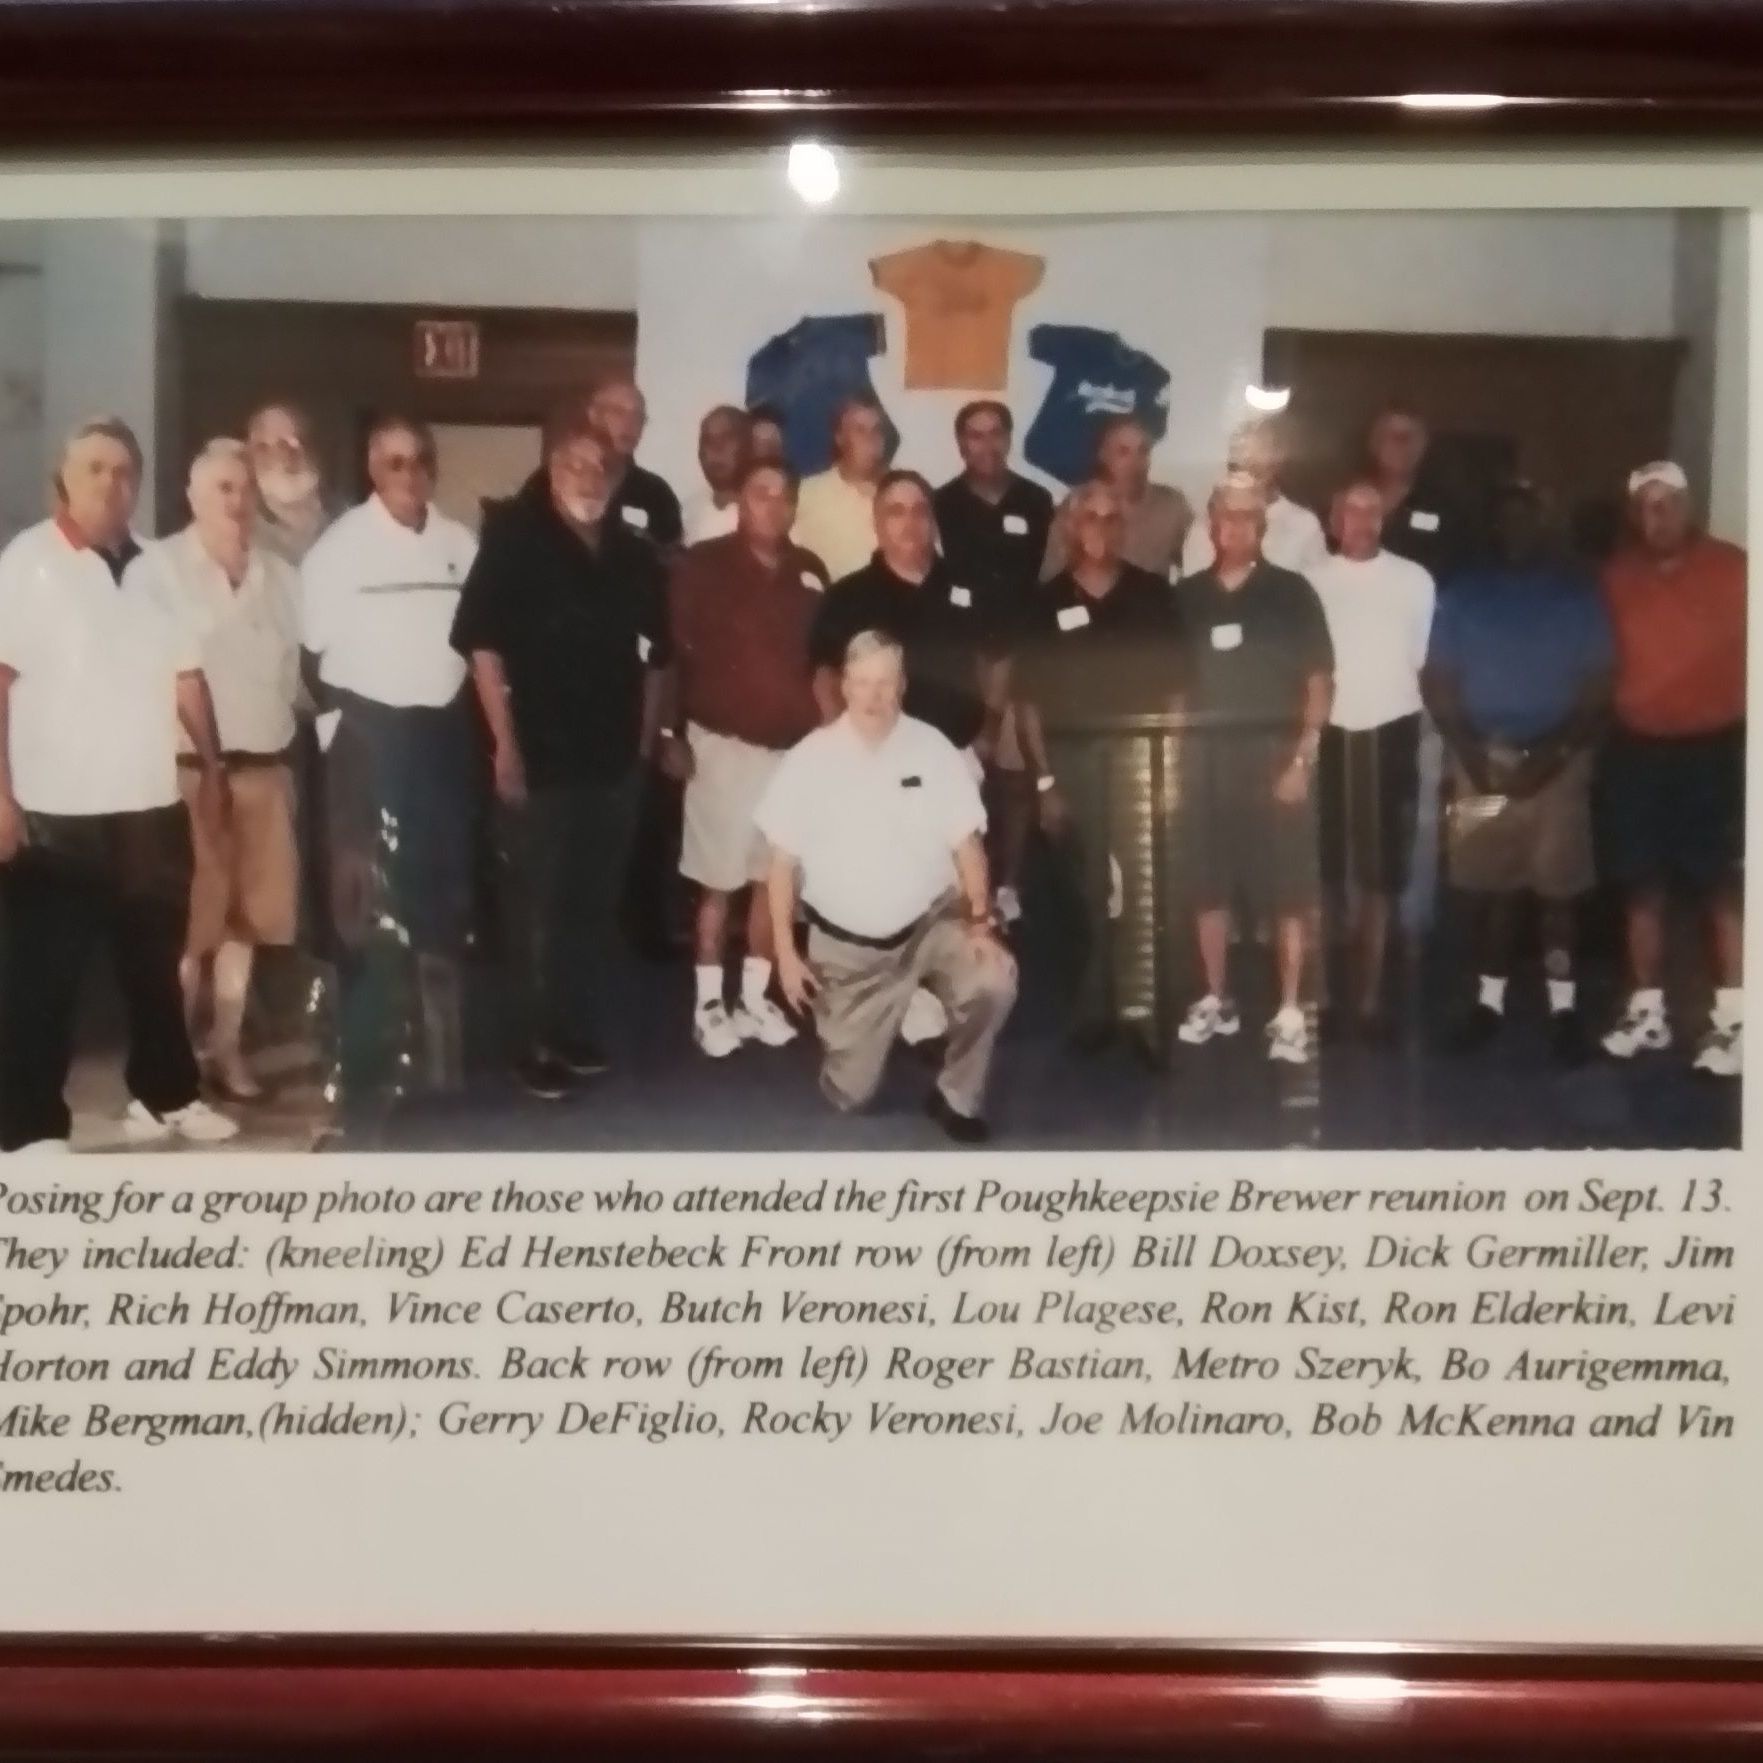 EXIT
Posing for a group photo are those who attended the first Poughkeepsie Brewer reunion on Sept. 13.
They included: (kneeling) Ed Henstebeck Front row (from left) Bill Doxsey, Dick Germiller, Jim
Spohr, Rich Hoffman, Vince Caserto, Butch Veronesi, Lou Plagese, Ron Kist, Ron Elderkin, Levi
Horton and Eddy Simmons. Back row (from left) Roger Bastian, Metro Szeryk, Bo Aurigemma,
Mike Bergman,(hidden); Gerry DeFiglio, Rocky Veronesi, Joe Molinaro, Bob McKenna and Vin
Smedes.